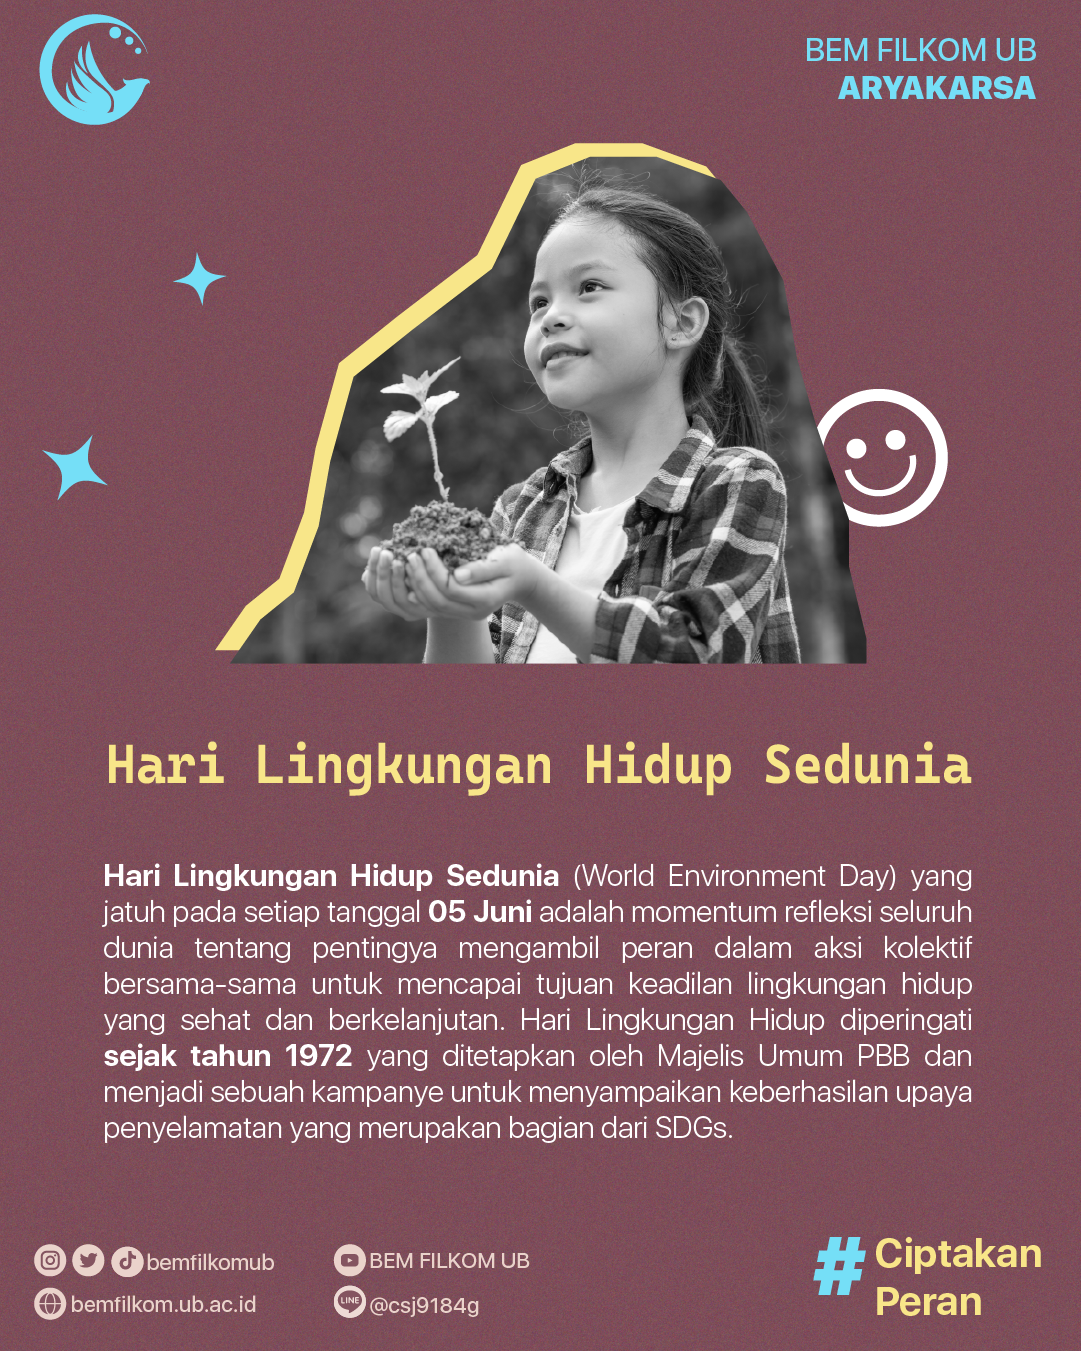 BEM FILKOM UB
ARYAKARSA
Hari Lingkungan Hidup Sedunia
Hari Lingkungan Hidup Sedunia (World Environment Day) yang
jatuh pada setiap tanggal 05 Juni adalah momentum refleksi seluruh
dunia tentang pentingya mengambil peran dalam aksi kolektif
bersama-sama untuk mencapai tujuan keadilan lingkungan hidup
yang sehat dan berkelanjutan. Hari Lingkungan Hidup diperingati
sejak tahun 1972 yang ditetapkan oleh Majelis Umum PBB dan
menjadi sebuah kampanye untuk menyampaikan keberhasilan upaya
penyelamatan yang merupakan bagian dari SDGs.
bemfilkomub
BEM FILKOM UB
bemfilkom.ub.ac.id
LINE @csj9184g
# Ciptakan
Peran